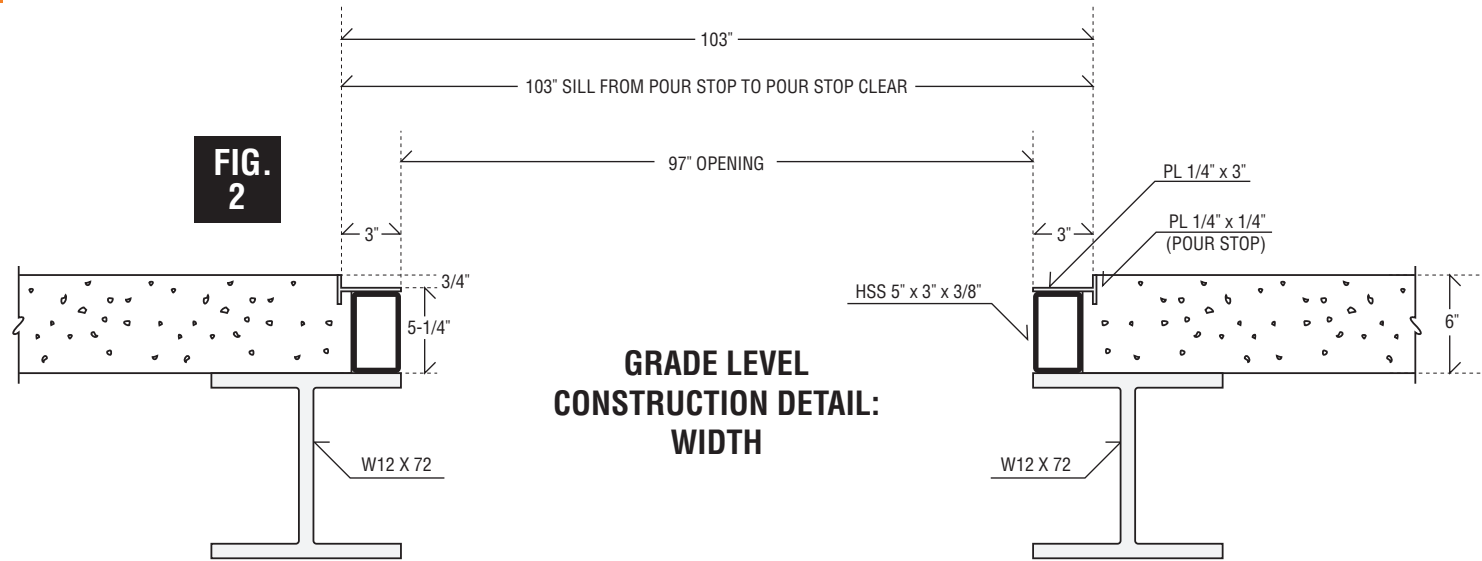 103"
103" SILL FROM POUR STOP TO POUR STOP CLEAR
FIG.
2
97" OPENING
PL 1/4" x 3"
PL 1/4" x 1/4"
(POUR STOP)
3"
3"
3/4"
5-1/4"
HSS 5" x 3" x 3/8"
6"
GRADE LEVEL
CONSTRUCTION DETAIL:
WIDTH
W12 X 72
W12 X 72